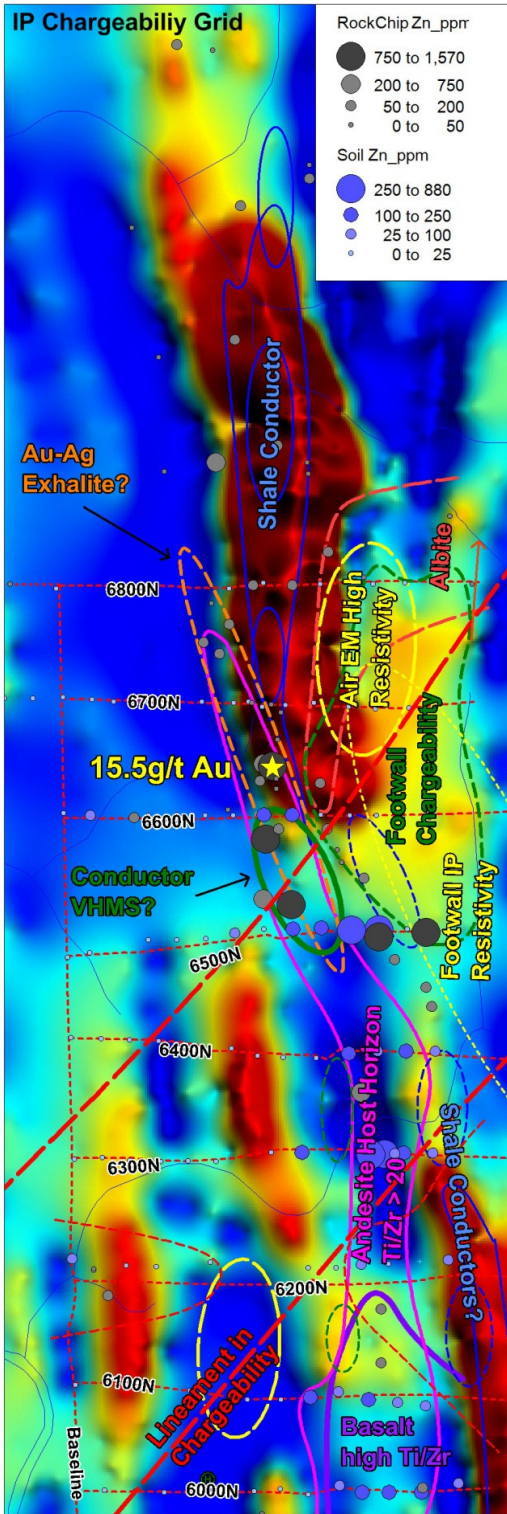 IP Chargeabiliy Grid
RockChip Zn_ppm
750 to 1,570
200 to 750
50 to 200
0 to 50
Soil Zn_ppm
250 to 880
100 to 250
25 to 100
0 to 25
Shale Conductor
Au-Ag
Exhalite?
Albite
6800N
Air EM High
Resistivity
6700N
Footwall
Chargeability
15.5g/t Au
6600N
Conductor
VHMS?
Footwall IP
Resistivity
6500N
6400N
Andesite Host Horizon
Ti/Zr > 20
Shale Conductors?
6300N
6200N
Lineament in
Chargeability
6100N
Baseline
Basalt
high Ti/Zr
6000N